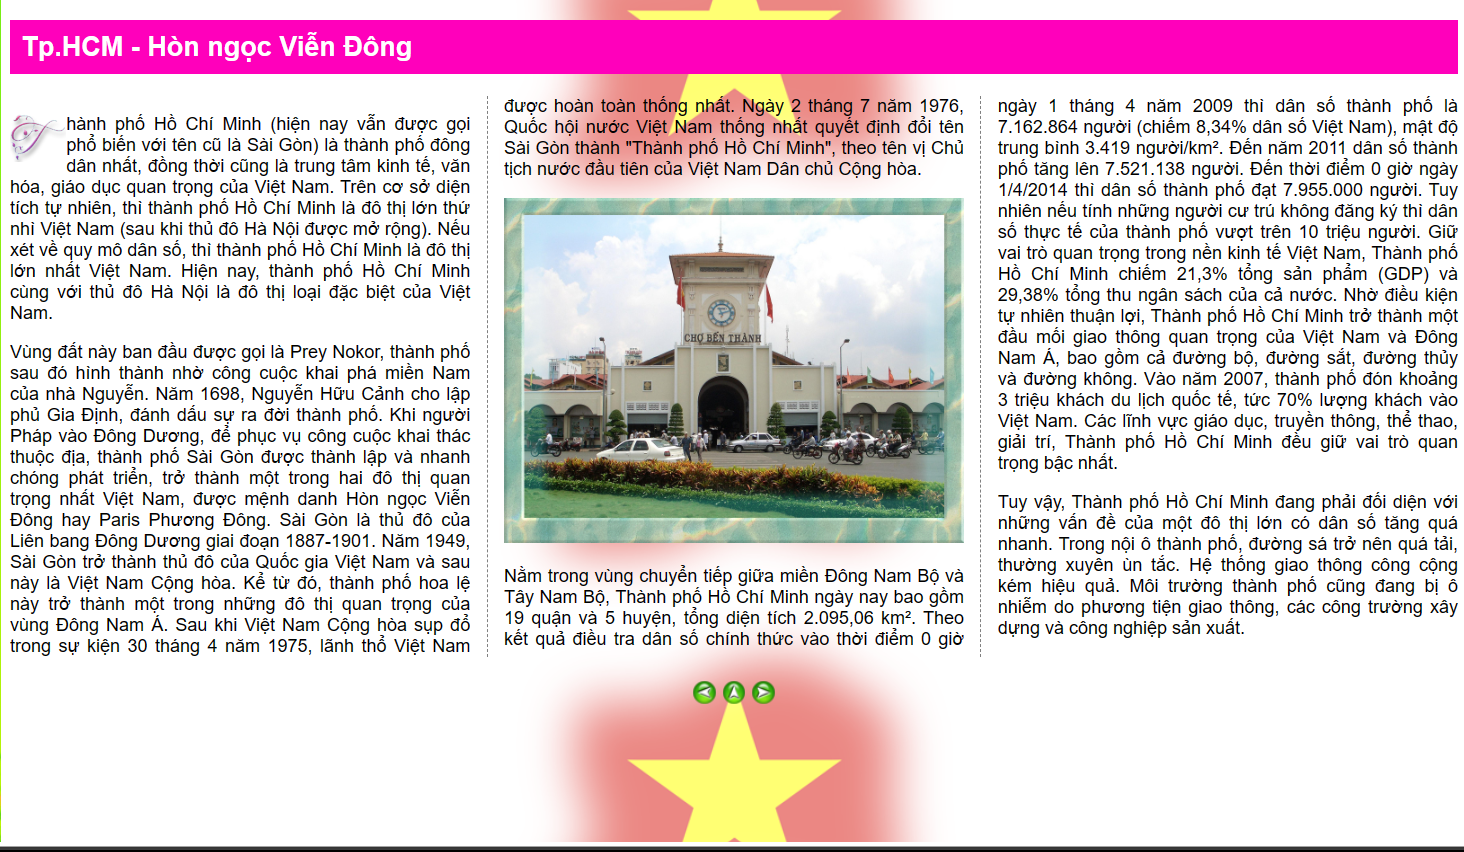 Tp.HCM - Hòn ngọc Viễn Đông
Thành phố Hồ Chí Minh (hiện nay vẫn được gọi
phổ biến với tên cũ là Sài Gòn) là thành phố đông
dân nhất, đồng thời cũng là trung tâm kinh tế, văn
hóa, giáo dục quan trọng của Việt Nam. Trên cơ sở diện
tích tự nhiên, thì thành phố Hồ Chí Minh là đô thị lớn thứ
nhì Việt Nam (sau khi thủ đô Hà Nội được mở rộng). Nếu
xét về quy mô dân số, thì thành phố Hồ Chí Minh là đô thị
lớn nhất Việt Nam. Hiện nay, thành phố Hồ Chí Minh
cùng với thủ đô Hà Nội là đô thị loại đặc biệt của Việt
Nam.
Vùng đất này ban đầu được gọi là Prey Nokor, thành phố
sau đó hình thành nhờ công cuộc khai phá miền Nam
của nhà Nguyễn. Năm 1698, Nguyễn Hữu Cảnh cho lập
phủ Gia Định, đánh dấu sự ra đời thành phố. Khi người
Pháp vào Đông Dương, để phục vụ công cuộc khai thác
thuộc địa, thành phố Sài Gòn được thành lập và nhanh
chóng phát triển, trở thành một trong hai đô thị quan
trọng nhất Việt Nam, được mệnh danh Hòn ngọc Viễn
Đông hay Paris Phương Đông. Sài Gòn là thủ đô của
Liên bang Đông Dương giai đoạn 1887-1901. Năm 1949,
Sài Gòn trở thành thủ đô của Quốc gia Việt Nam và sau
này là Việt Nam Cộng hòa. Kể từ đó, thành phố hoa lệ
này trở thành một trong những đô thị quan trọng của
vùng Đông Nam Á. Sau khi Việt Nam Cộng hòa sụp đổ
trong sự kiện 30 tháng 4 năm 1975, lãnh thổ Việt Nam
được hoàn toàn thống nhất. Ngày 2 tháng 7 năm 1976,
Quốc hội nước Việt Nam thống nhất quyết định đổi tên
Sài Gòn thành "Thành phố Hồ Chí Minh", theo tên vị Chủ
tịch nước đầu tiên của Việt Nam Dân chủ Cộng hòa.
CHỢ BẾN THÀNH
Nằm trong vùng chuyển tiếp giữa miền Đông Nam Bộ và
Tây Nam Bộ, Thành phố Hồ Chí Minh ngày nay bao gồm
19 quận và 5 huyện, tổng diện tích 2.095,06 km². Theo
kết quả điều tra dân số chính thức vào thời điểm 0 giờ
ngày 1 tháng 4 năm 2009 thì dân số thành phố là
7.162.864 người (chiếm 8,34% dân số Việt Nam), mật độ
trung bình 3.419 người/km². Đến năm 2011 dân số thành
phố tăng lên 7.521.138 người. Đến thời điểm 0 giờ ngày
1/4/2014 thì dân số thành phố đạt 7.955.000 người. Tuy
nhiên nếu tính những người cư trú không đăng ký thì dân
số thực tế của thành phố vượt trên 10 triệu người. Giữ
vai trò quan trọng trong nền kinh tế Việt Nam, Thành phố
Hồ Chí Minh chiếm 21,3% tổng sản phẩm (GDP) và
29,38% tổng thu ngân sách của cả nước. Nhờ điều kiện
tự nhiên thuận lợi, Thành phố Hồ Chí Minh trở thành một
đầu mối giao thông quan trọng của Việt Nam và Đông
Nam Á, bao gồm cả đường bộ, đường sắt, đường thủy
và đường không. Vào năm 2007, thành phố đón khoảng
3 triệu khách du lịch quốc tế, tức 70% lượng khách vào
Việt Nam. Các lĩnh vực giáo dục, truyền thông, thể thao,
giải trí, Thành phố Hồ Chí Minh đều giữ vai trò quan
trọng bậc nhất.
Tuy vậy, Thành phố Hồ Chí Minh đang phải đối diện với
những vấn đề của một đô thị lớn có dân số tăng quá
nhanh. Trong nội ô thành phố, đường sá trở nên quá tải,
thường xuyên ùn tắc. Hệ thống giao thông công cộng
kém hiệu quả. Môi trường thành phố cũng đang bị ô
nhiễm do phương tiện giao thông, các công trường xây
dựng và công nghiệp sản xuất.